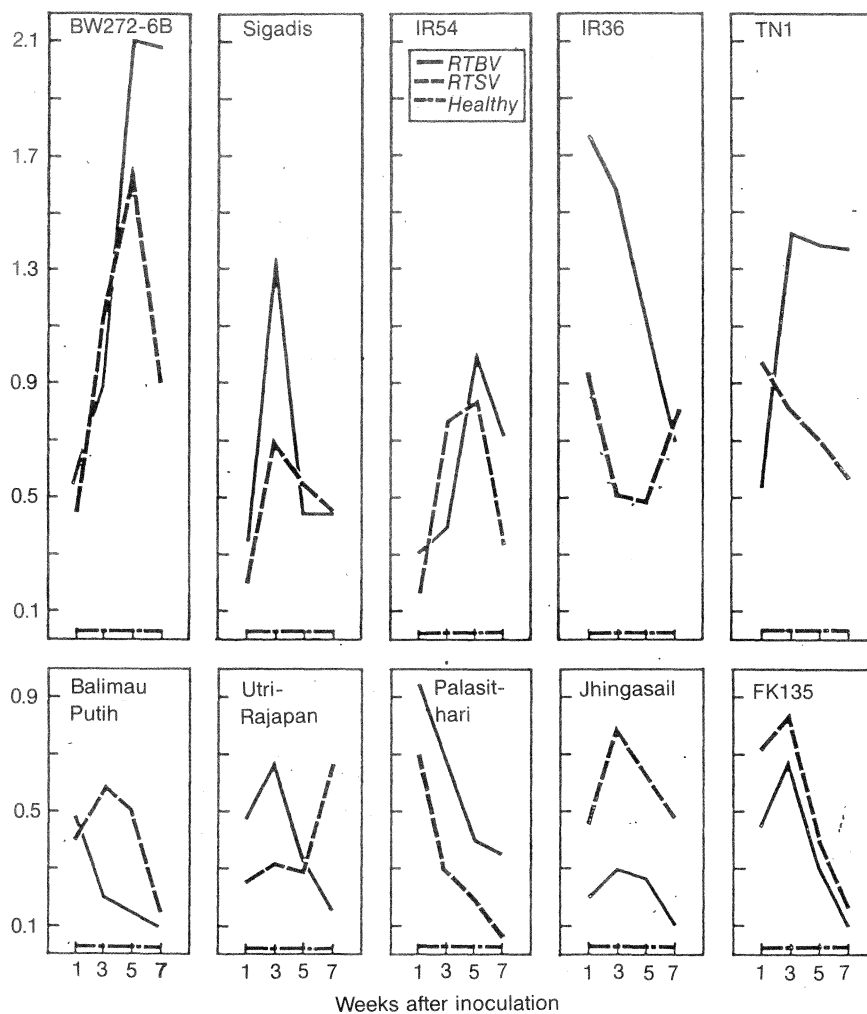 BW272-6B
Sigadis
IR54
IR36
TN1
RTBV
RTSV
Healthy
2.1
1.7
1.3
0.9
0.5
0.1
Balimau
Putih
Utri-
Rajapan
Palasit-
hari
Jhingasail
FK135
0.9
0.5
0.1
1 3 5 7
1 3 5 7
1 3 5 7
1 3 5 7
1 3 5 7
Weeks after inoculation